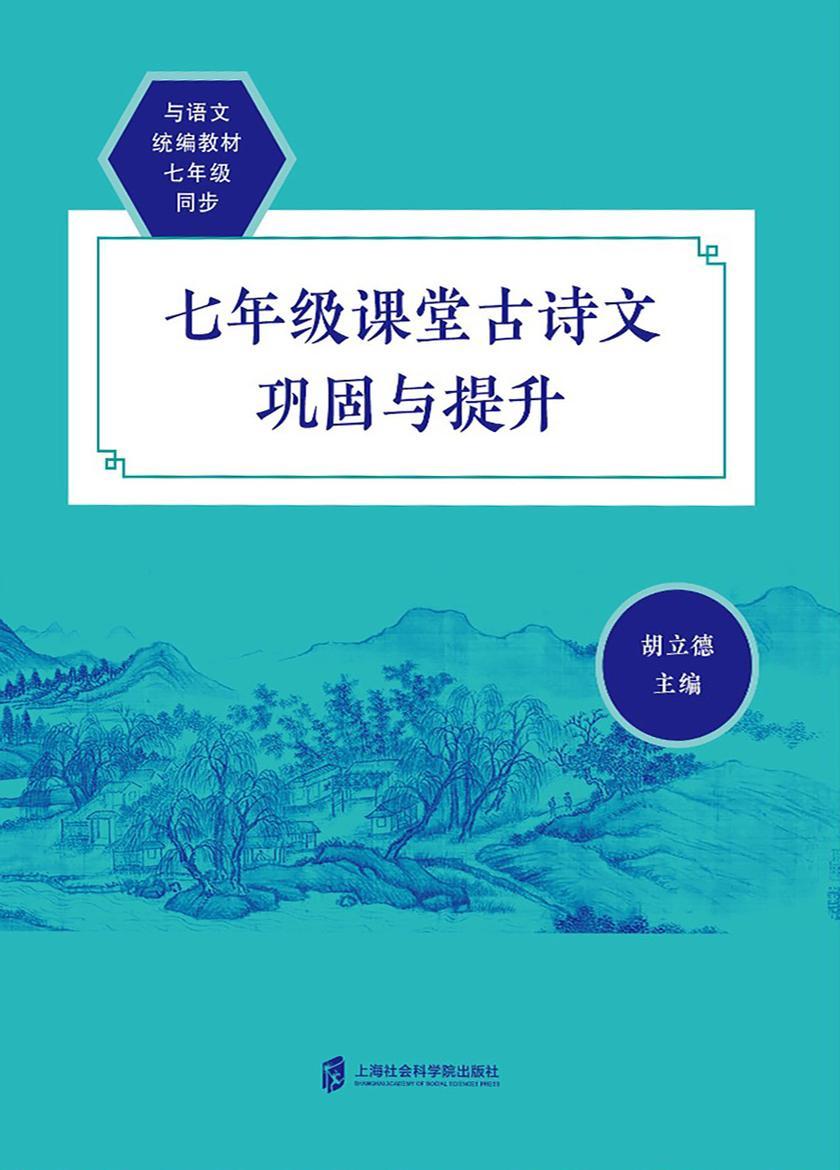 与语文
统编教材
七年级
同步
七年级课堂古诗文
巩固与提升
胡立德
主编
上海社会科学院出版社
SHANGHAI ACADEMY OF SOCIAL SCIENCES PRESS